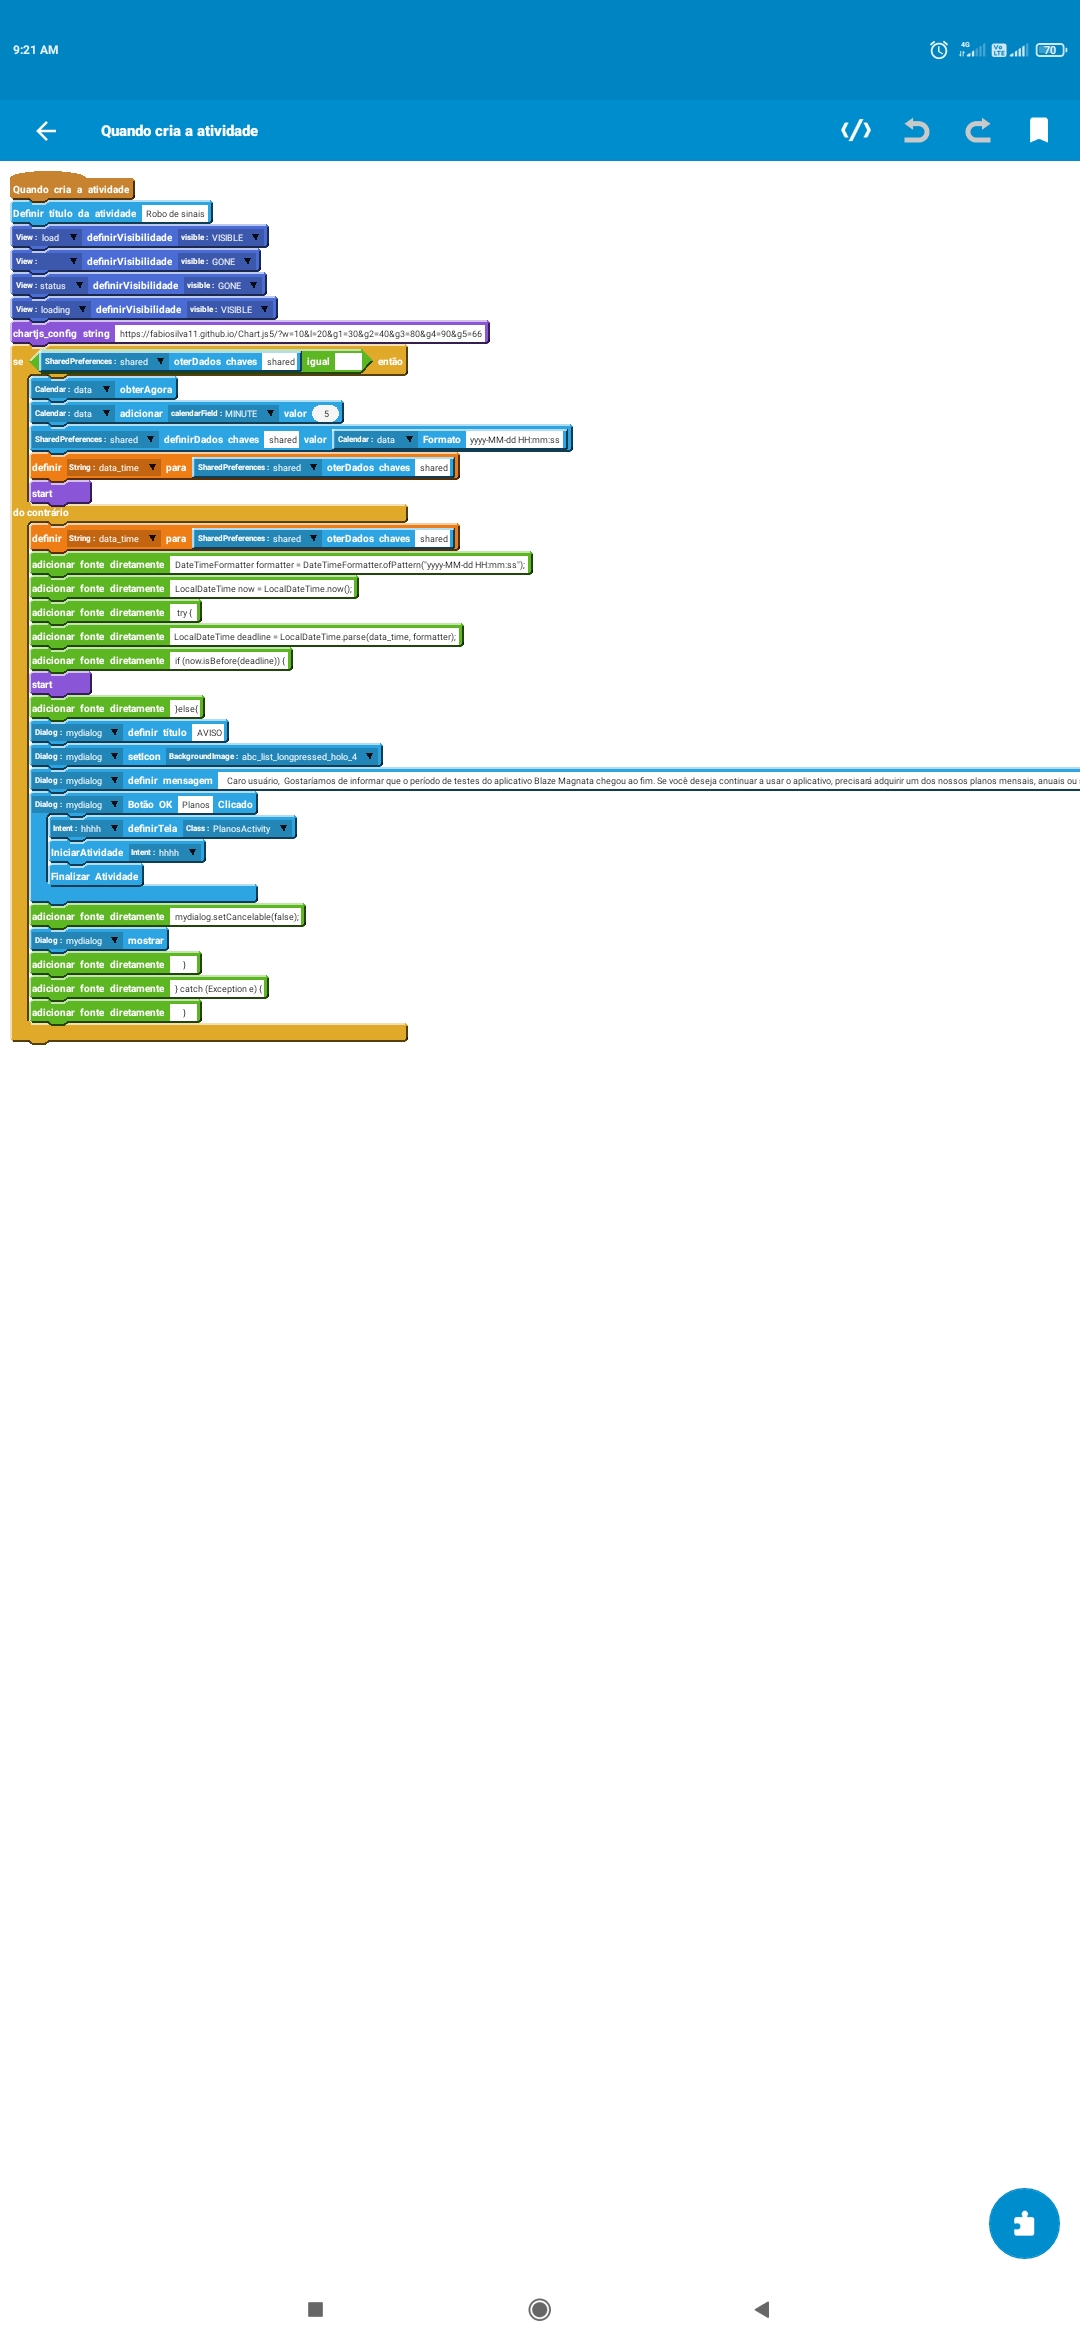 9:21 AM 4G VO LTE 70
Quando cria a atividade
Quando cria a atividade
Definir título da atividade Robo de sinais
View : load definirVisibilidade visible : VISIBLE
View : definirVisibilidade visible : GONE
View : status definirVisibilidade visible : GONE
View : loading definirVisibilidade visible : VISIBLE
chartjs_config string https://fabiosilva11.github.io/Chart.js5/?w=10&l=20&g1=30&g2=40&g3=80&g4=90&g5=66
se SharedPreferences : shared oterDados chaves shared igual então
Calendar : data obterAgora
Calendar : data adicionar calendarField : MINUTE valor 5
SharedPreferences : shared definirDados chaves shared valor Calendar : data Formato yyyy-MM-dd HH:mm:ss
definir String : data_time para SharedPreferences : shared oterDados chaves shared
start
do contrário
definir String : data_time para SharedPreferences : shared oterDados chaves shared
adicionar fonte diretamente DateTimeFormatter formatter = DateTimeFormatter.ofPattern("yyyy-MM-dd HH:mm:ss");
adicionar fonte diretamente LocalDateTime now = LocalDateTime.now();
adicionar fonte diretamente try {
adicionar fonte diretamente LocalDateTime deadline = LocalDateTime.parse(data_time, formatter);
adicionar fonte diretamente if (now.isBefore(deadline)) {
start
adicionar fonte diretamente }else{
Dialog : mydialog definir título AVISO
Dialog : mydialog setIcon BackgroundImage : abc_list_longpressed_holo_4
Dialog : mydialog definir mensagem Caro usuário, Gostaríamos de informar que o período de testes do aplicativo Blaze Magnata chegou ao fim. Se você deseja continuar a usar o aplicativo, precisará adquirir um dos nossos planos mensais, anuais ou
Dialog : mydialog Botão OK Planos Clicado
Intent : hhhh definirTela Class : PlanosActivity
IniciarAtividade Intent : hhhh
Finalizar Atividade
adicionar fonte diretamente mydialog.setCancelable(false);
Dialog : mydialog mostrar
adicionar fonte diretamente }
adicionar fonte diretamente } catch (Exception e) {
adicionar fonte diretamente }